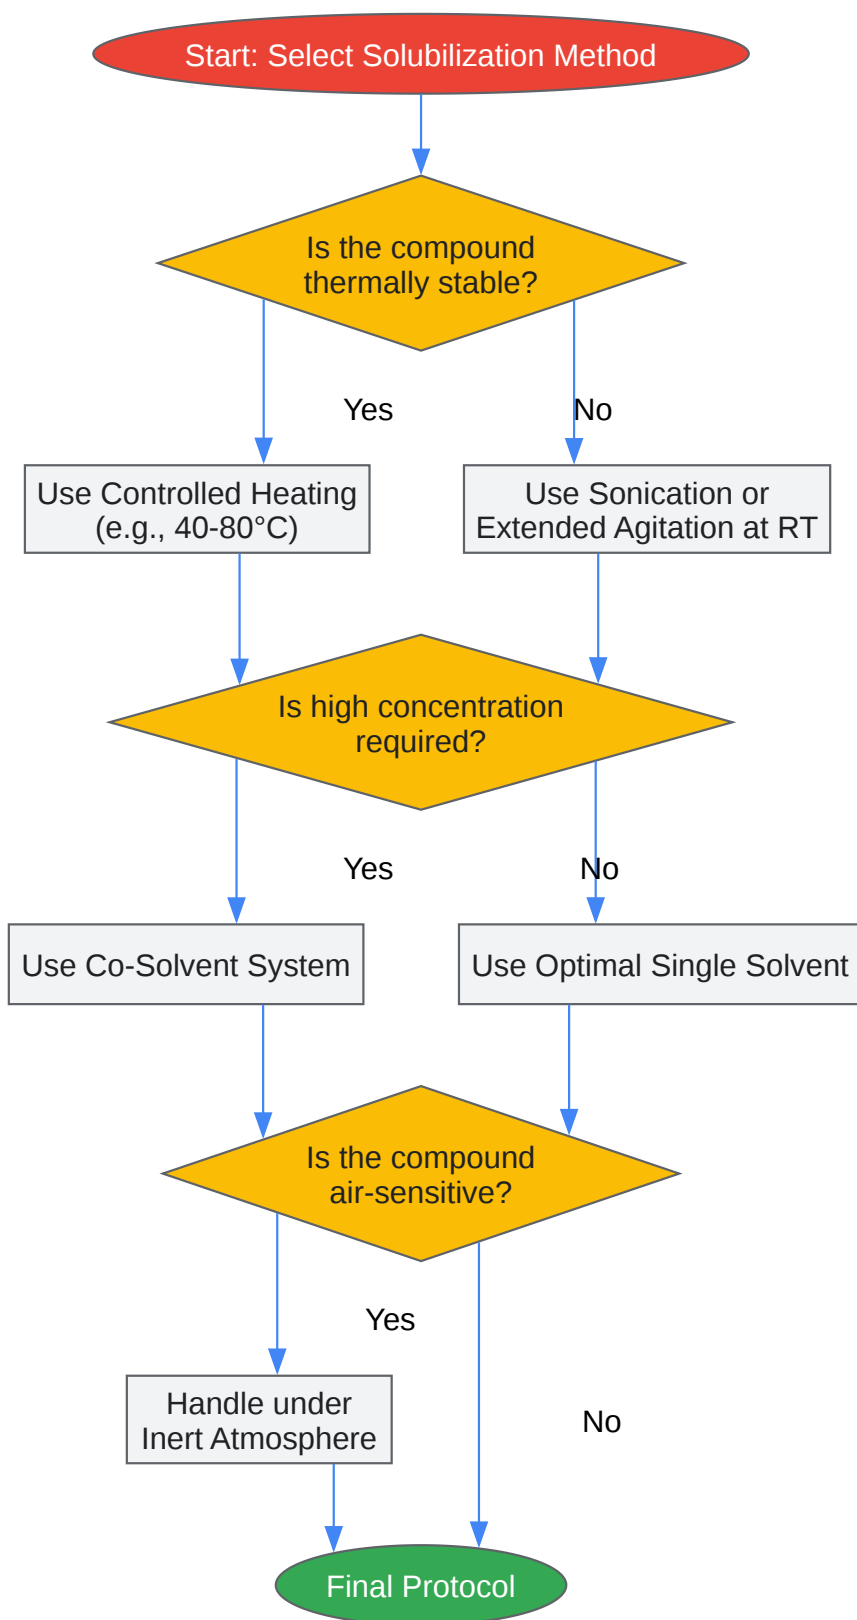 Start: Select Solubilization Method
Is the compound
thermally stable?
Yes
No
Use Controlled Heating
(e.g., 40-80°C)
Use Sonication or
Extended Agitation at RT
Is high concentration
required?
Yes
No
Use Co-Solvent System
Use Optimal Single Solvent
Is the compound
air-sensitive?
Yes
Handle under
Inert Atmosphere
No
Final Protocol